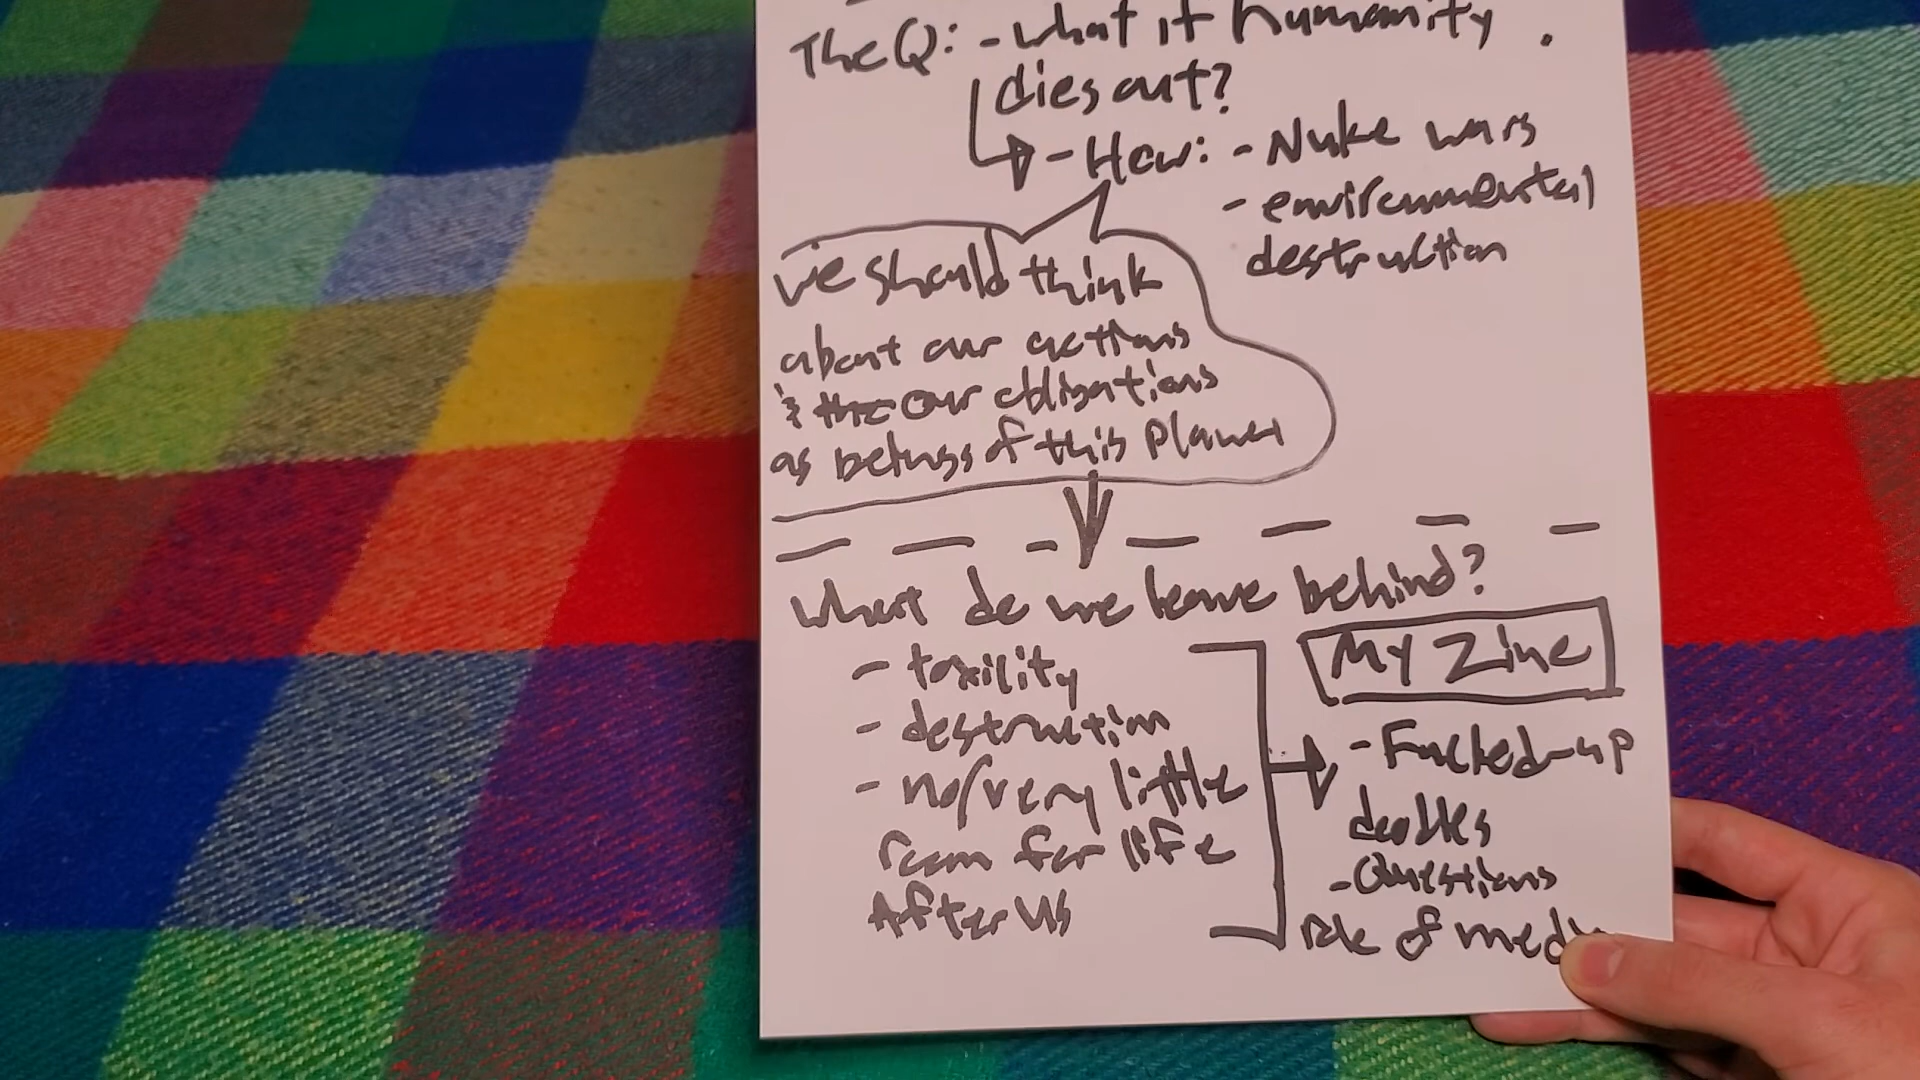 The Q: - what if humanity
dies out?
- How: - Nuke wars
- environmental
destruction
we should think
about our actions
& the our obligations
as beings of this planet
What do we leave behind?
- toxicity
- destruction
- no/very little
room for life
After us
My Zine
- Fucked-up
doodles
- Questions
role of med